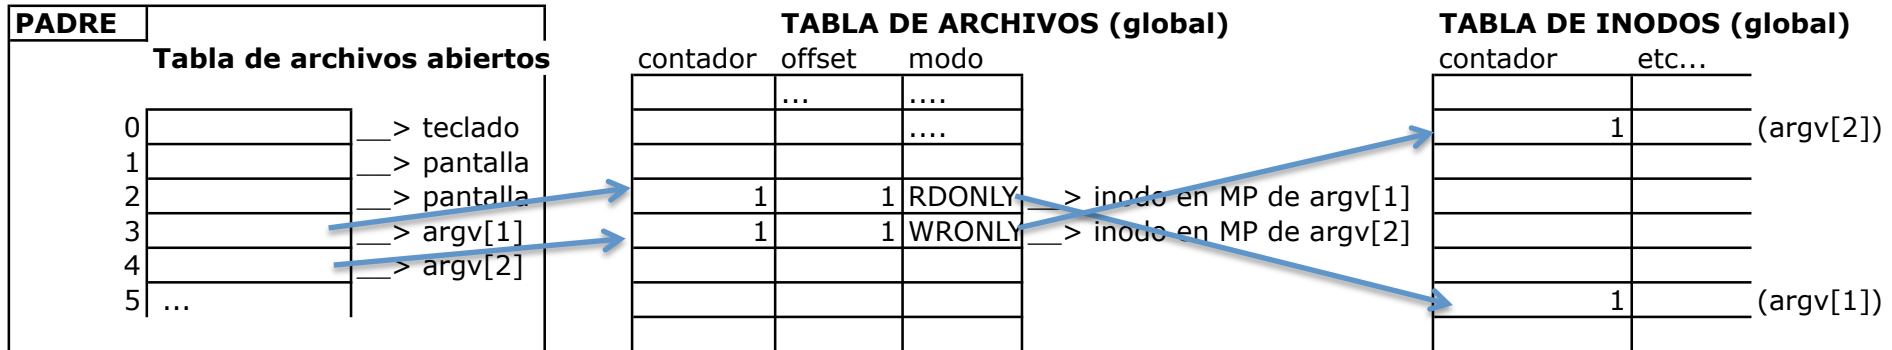 PADRE TABLA DE ARCHIVOS (global) TABLA DE INODOS (global)
Tabla de archivos abiertos contador offset modo contador etc...
... ....
0 __> teclado .... 1 (argv[2])
1 __> pantalla
2 __> pantalla 1 1 RDONLY __> inodo en MP de argv[1]
3 __> argv[1] 1 1 WRONLY __> inodo en MP de argv[2]
4 __> argv[2]
5 ... 1 (argv[1])